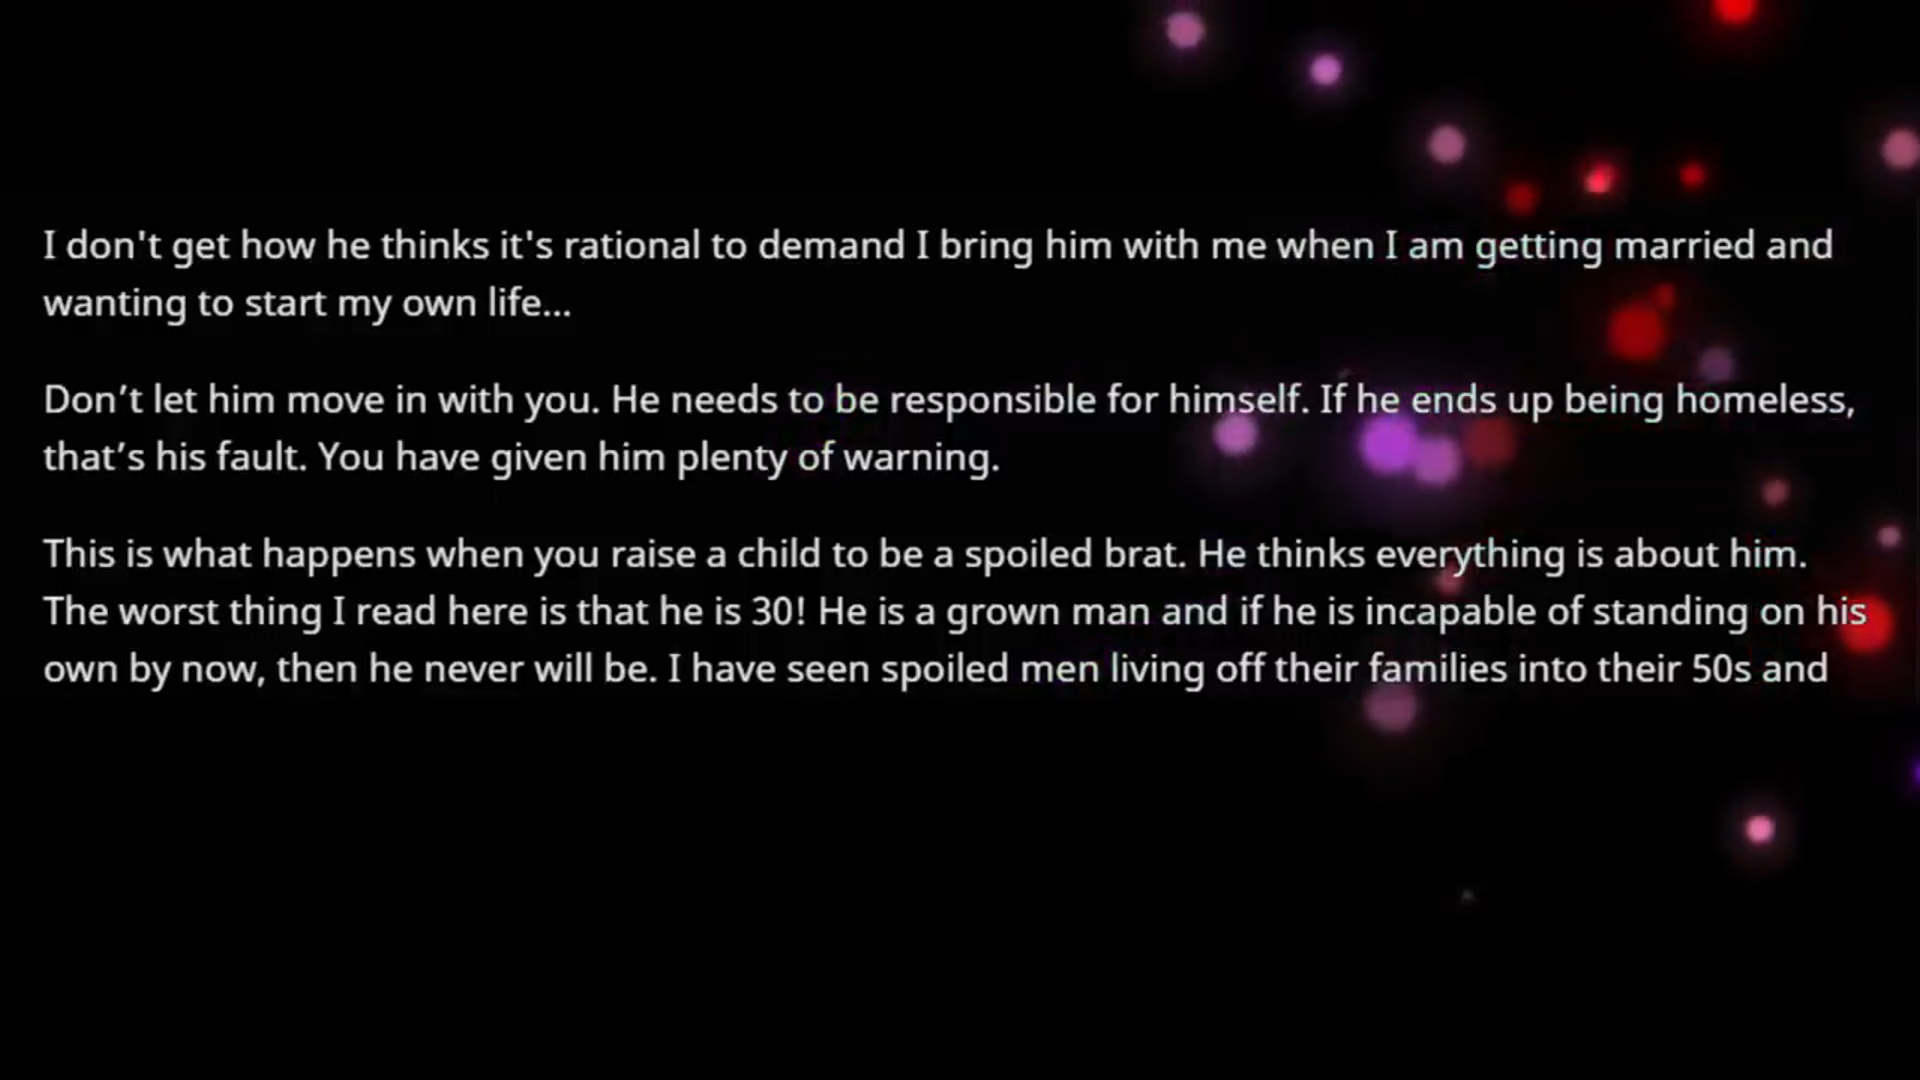 I don't get how he thinks it's rational to demand I bring him with me when I am getting married and
wanting to start my own life...
Don’t let him move in with you. He needs to be responsible for himself. If he ends up being homeless,
that’s his fault. You have given him plenty of warning.
This is what happens when you raise a child to be a spoiled brat. He thinks everything is about him.
The worst thing I read here is that he is 30! He is a grown man and if he is incapable of standing on his
own by now, then he never will be. I have seen spoiled men living off their families into their 50s and